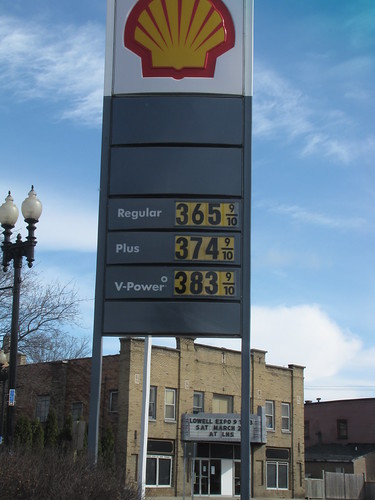 Regular 365 9/10
Plus 374 9/10
V-Power 383 9/10
LOWELL EXPO
SAT MARCH
AT LHS